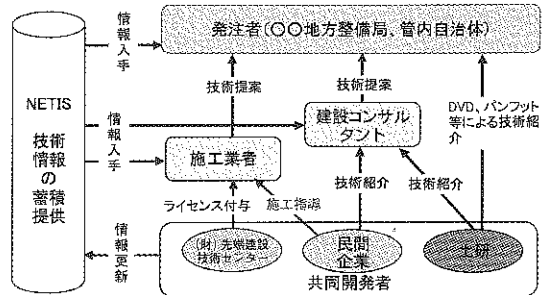 発注者(〇〇地方整備局、管内自治体)
情報入手
NETIS
技術
情報
の
蓄積
提供
技術提案
技術提案
DVD、パンフット
等による技術紹
介
情報入手
建設コンサル
タント
施工業者
技術紹介
技術紹介
ライセンス付与
施工指導
情報更新
(財)先端建設
技術センター
民間
企業
土研
共同開発者